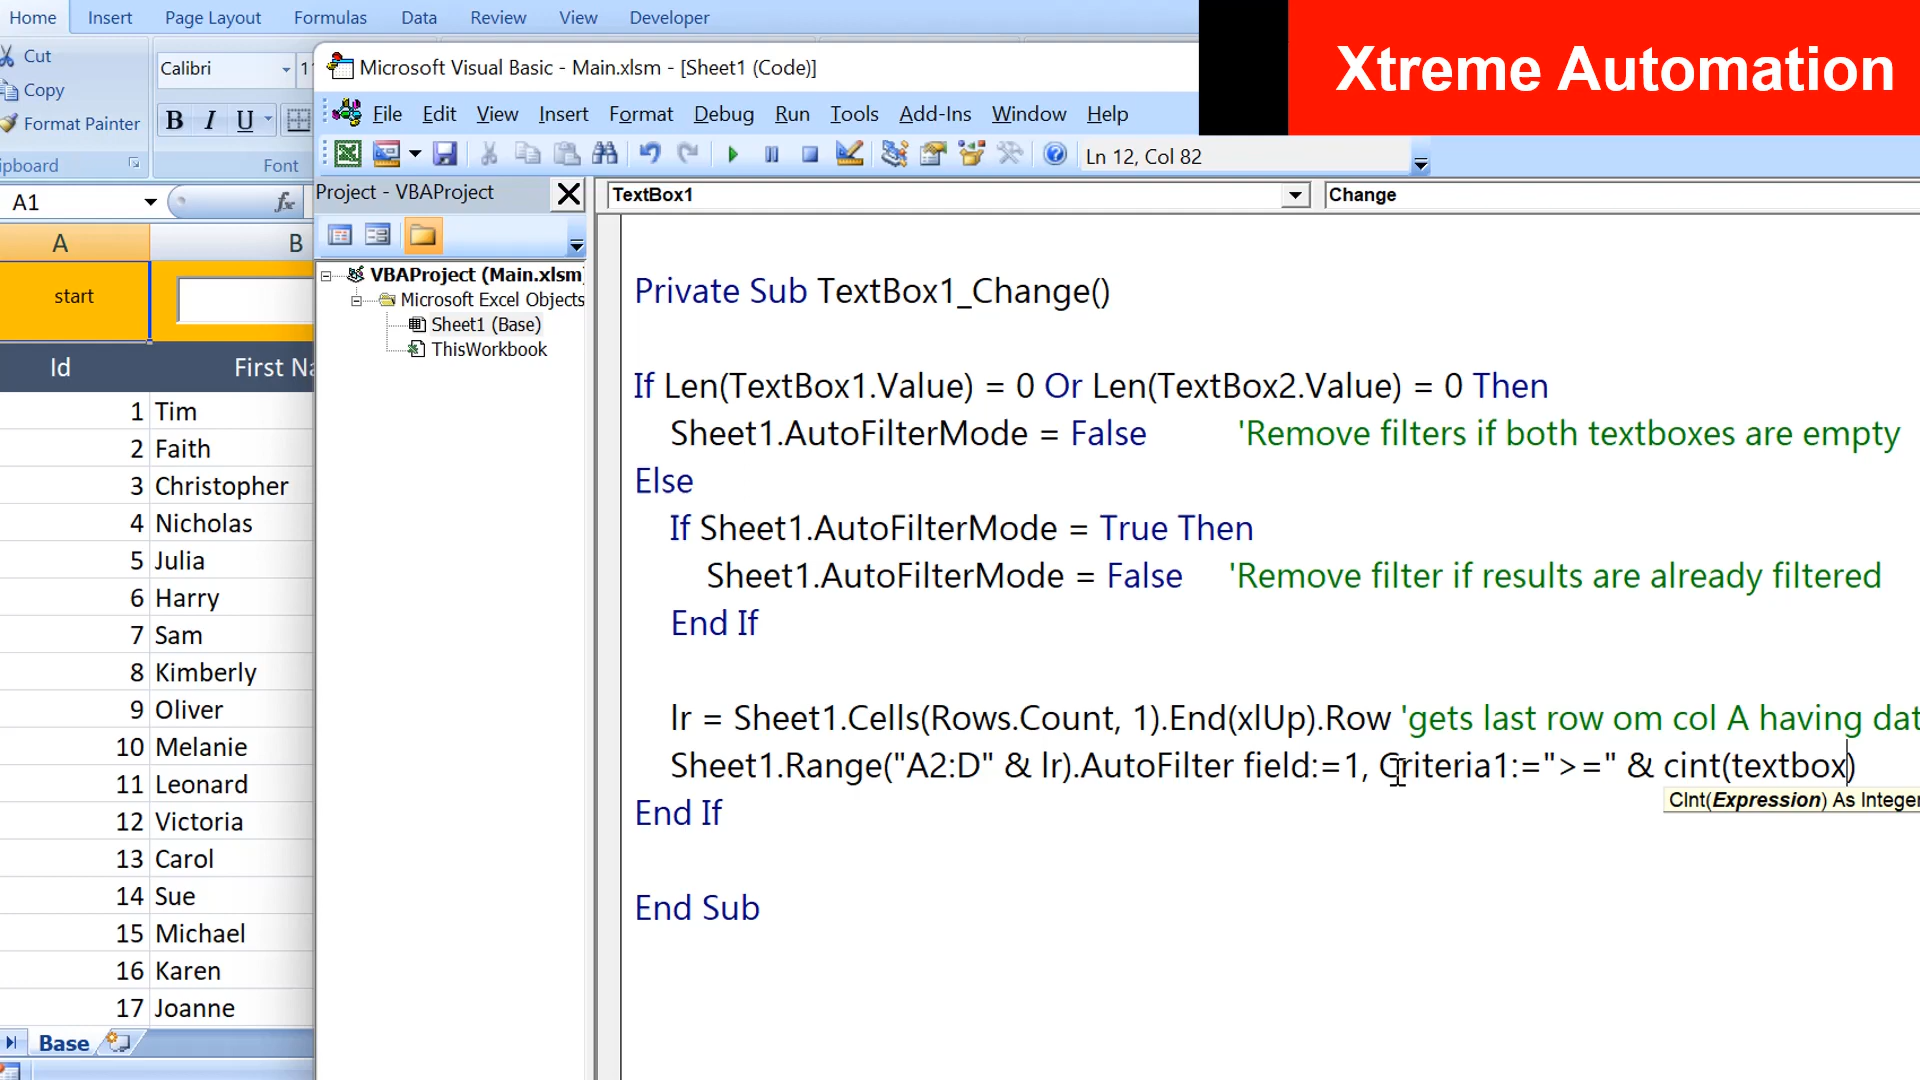 Home Insert Page Layout Formulas Data Review View Developer
Xtreme Automation
Cut
Calibri
Microsoft Visual Basic - Main.xlsm - [Sheet1 (Code)]
Copy
Format Painter
B I U
File Edit View Insert Format Debug Run Tools Add-Ins Window Help
Ln 12, Col 82
Font
Project - VBAProject
TextBox1
Change
A1
fx
A B
VBAProject (Main.xlsm)
Microsoft Excel Objects
Sheet1 (Base)
ThisWorkbook
start
Id
1 Tim
2 Faith
3 Christopher
4 Nicholas
5 Julia
6 Harry
7 Sam
8 Kimberly
9 Oliver
10 Melanie
11 Leonard
12 Victoria
13 Carol
14 Sue
15 Michael
16 Karen
17 Joanne
Base
Private Sub TextBox1_Change()
If Len(TextBox1.Value) = 0 Or Len(TextBox2.Value) = 0 Then
Sheet1.AutoFilterMode = False 'Remove filters if both textboxes are empty
Else
If Sheet1.AutoFilterMode = True Then
Sheet1.AutoFilterMode = False 'Remove filter if results are already filtered
End If
lr = Sheet1.Cells(Rows.Count, 1).End(xlUp).Row 'gets last row om col A having
Sheet1.Range("A2:D" & lr).AutoFilter field:=1, Criteria1:=">=" & cint(textbox)
CInt(Expression) As Integer
End If
End Sub